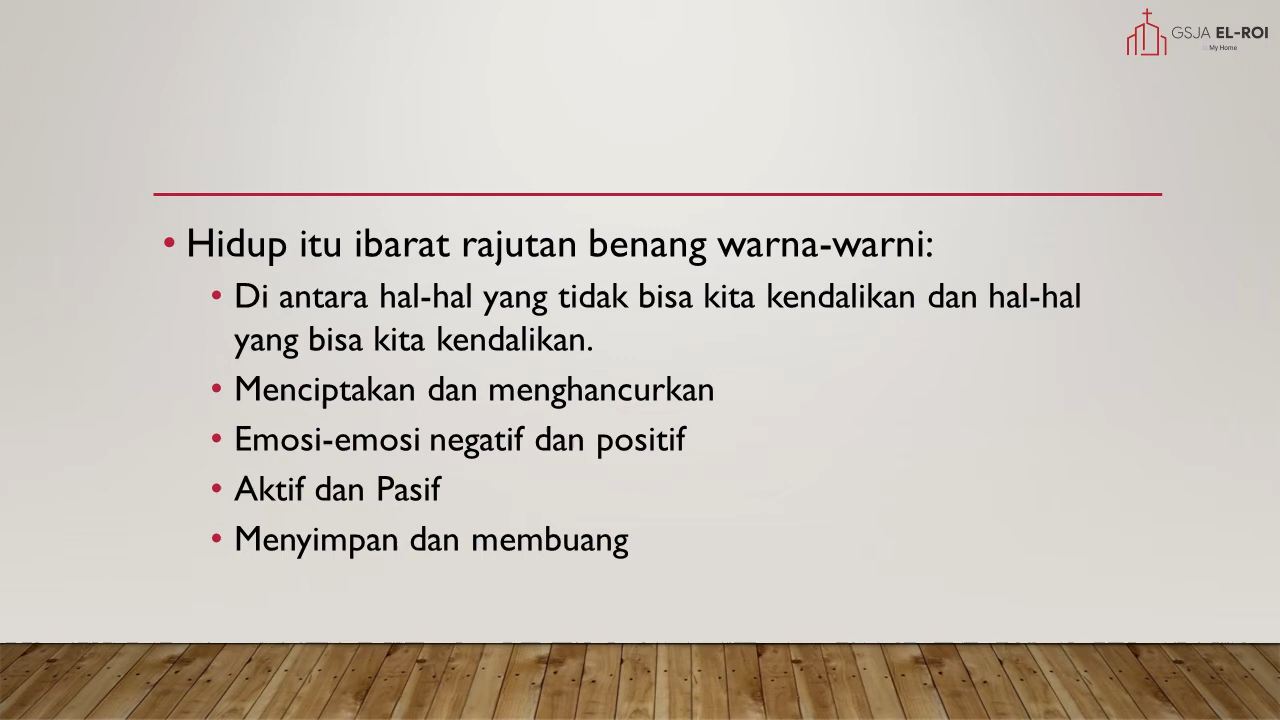 GSJA EL-ROI
My Home
• Hidup itu ibarat rajutan benang warna-warni:
• Di antara hal-hal yang tidak bisa kita kendalikan dan hal-hal
yang bisa kita kendalikan.
• Menciptakan dan menghancurkan
• Emosi-emosi negatif dan positif
• Aktif dan Pasif
• Menyimpan dan membuang